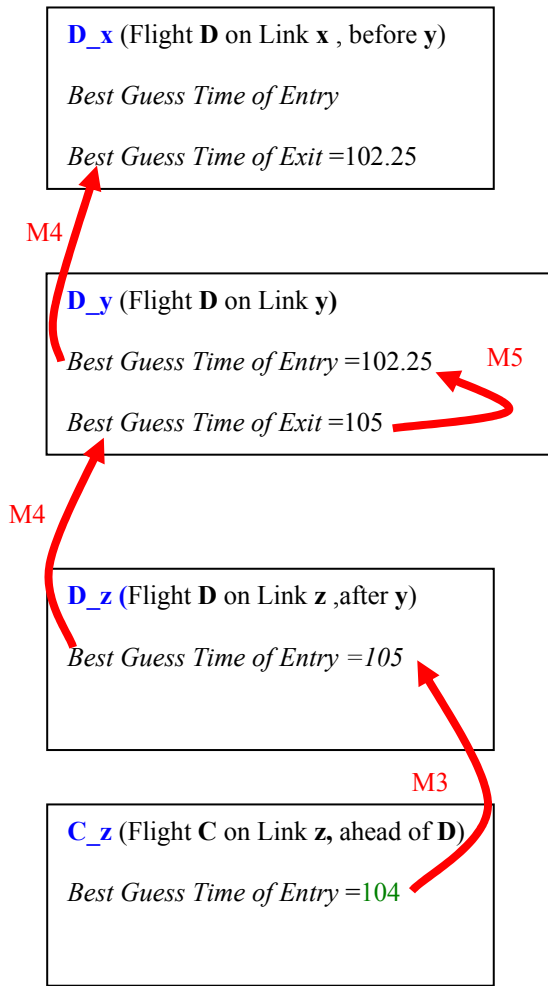 D_x (Flight D on Link x , before y)
Best Guess Time of Entry
Best Guess Time of Exit =102.25
M4
D_y (Flight D on Link y)
Best Guess Time of Entry =102.25
M5
Best Guess Time of Exit =105
M4
D_z (Flight D on Link z ,after y)
Best Guess Time of Entry =105
M3
C_z (Flight C on Link z, ahead of D)
Best Guess Time of Entry =104